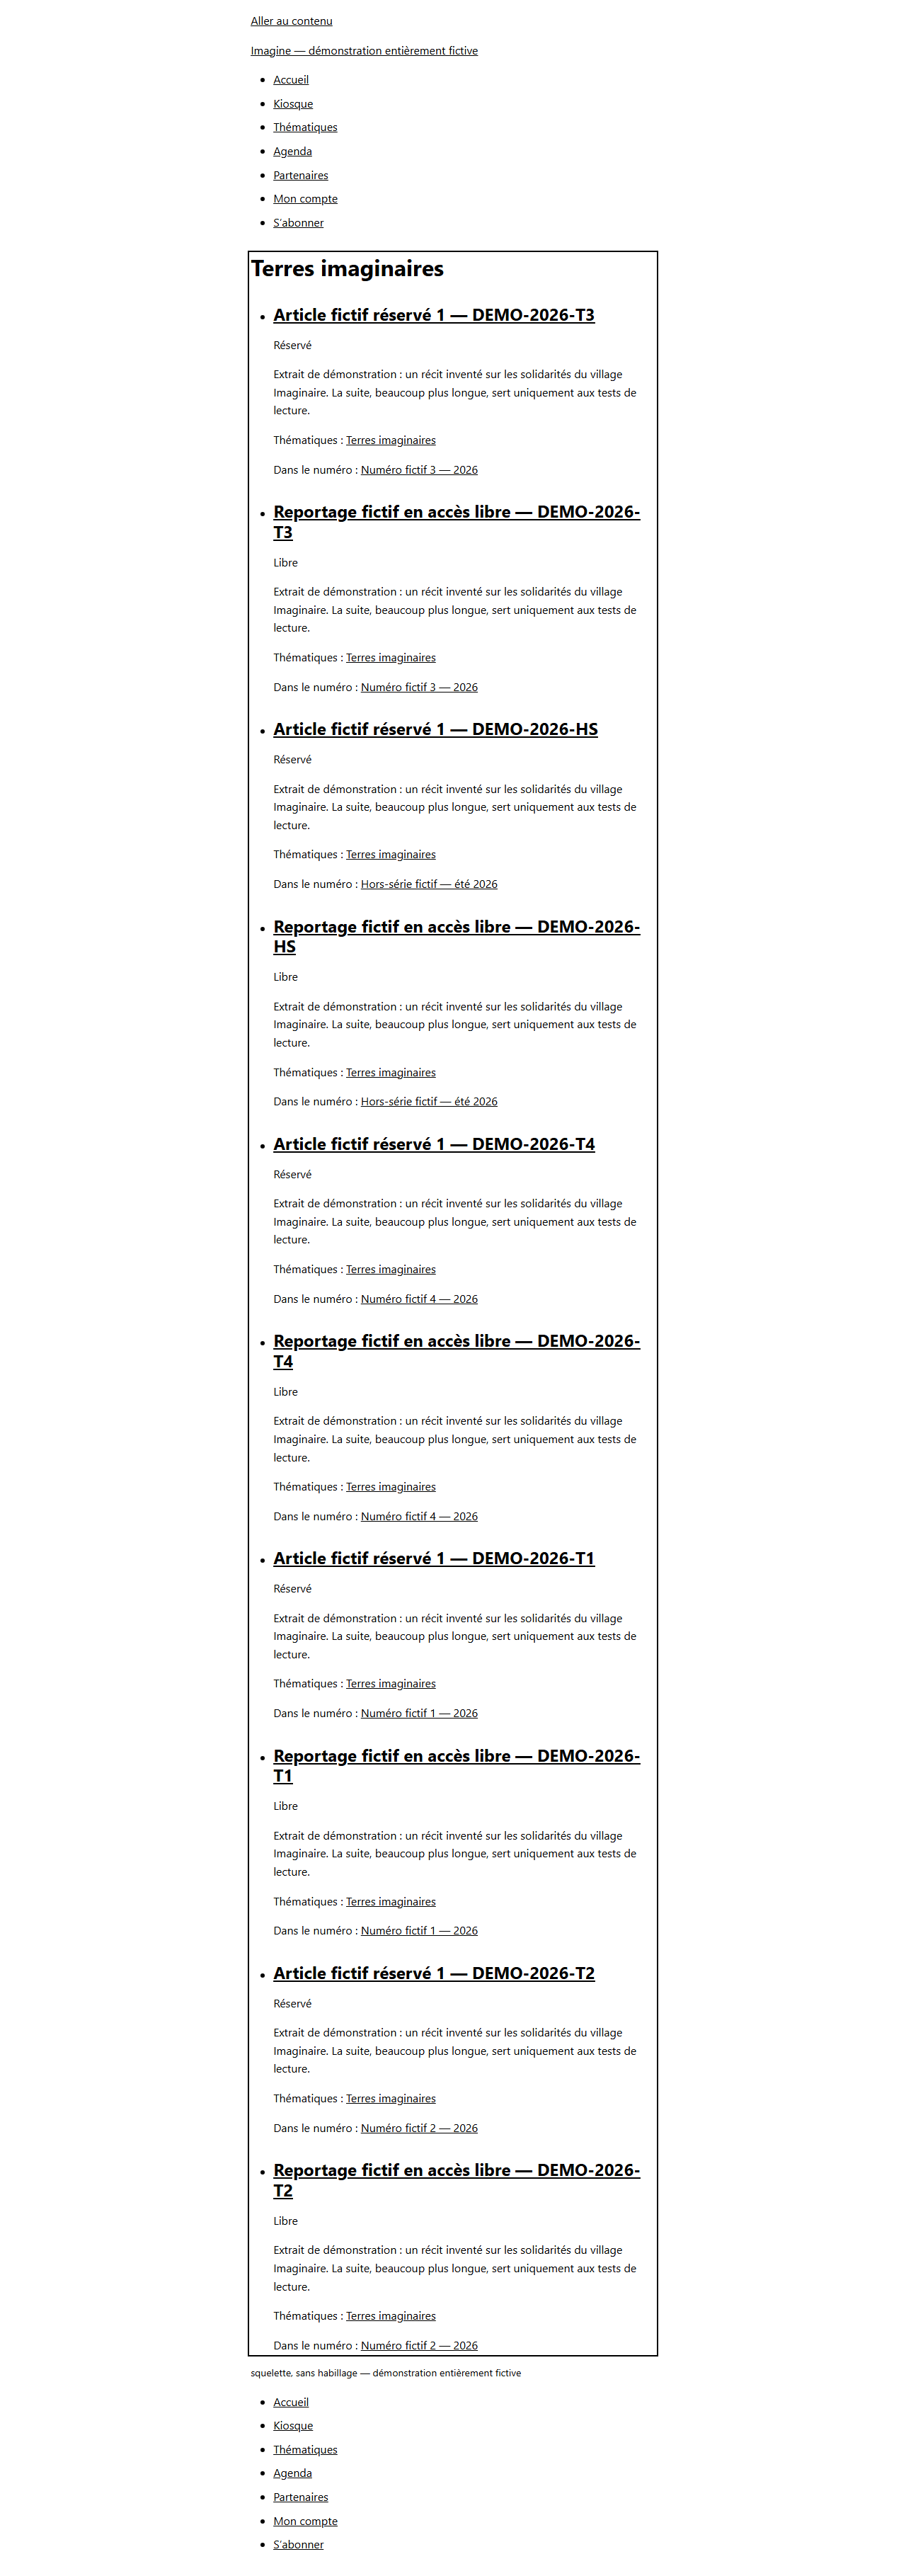 Aller au contenu
Imagine — démonstration entièrement fictive
Accueil
Kiosque
Thématiques
Agenda
Partenaires
Mon compte
S'abonner
Terres imaginaires
Article fictif réservé 1 — DEMO-2026-T3
Réservé
Extrait de démonstration : un récit inventé sur les solidarités du village
Imaginaire. La suite, beaucoup plus longue, sert uniquement aux tests de
lecture.
Thématiques : Terres imaginaires
Dans le numéro : Numéro fictif 3 — 2026
Reportage fictif en accès libre — DEMO-2026-
T3
Libre
Extrait de démonstration : un récit inventé sur les solidarités du village
Imaginaire. La suite, beaucoup plus longue, sert uniquement aux tests de
lecture.
Thématiques : Terres imaginaires
Dans le numéro : Numéro fictif 3 — 2026
Article fictif réservé 1 — DEMO-2026-HS
Réservé
Extrait de démonstration : un récit inventé sur les solidarités du village
Imaginaire. La suite, beaucoup plus longue, sert uniquement aux tests de
lecture.
Thématiques : Terres imaginaires
Dans le numéro : Hors-série fictif — été 2026
Reportage fictif en accès libre — DEMO-2026-
HS
Libre
Extrait de démonstration : un récit inventé sur les solidarités du village
Imaginaire. La suite, beaucoup plus longue, sert uniquement aux tests de
lecture.
Thématiques : Terres imaginaires
Dans le numéro : Hors-série fictif — été 2026
Article fictif réservé 1 — DEMO-2026-T4
Réservé
Extrait de démonstration : un récit inventé sur les solidarités du village
Imaginaire. La suite, beaucoup plus longue, sert uniquement aux tests de
lecture.
Thématiques : Terres imaginaires
Dans le numéro : Numéro fictif 4 — 2026
Reportage fictif en accès libre — DEMO-2026-
T4
Libre
Extrait de démonstration : un récit inventé sur les solidarités du village
Imaginaire. La suite, beaucoup plus longue, sert uniquement aux tests de
lecture.
Thématiques : Terres imaginaires
Dans le numéro : Numéro fictif 4 — 2026
Article fictif réservé 1 — DEMO-2026-T1
Réservé
Extrait de démonstration : un récit inventé sur les solidarités du village
Imaginaire. La suite, beaucoup plus longue, sert uniquement aux tests de
lecture.
Thématiques : Terres imaginaires
Dans le numéro : Numéro fictif 1 — 2026
Reportage fictif en accès libre — DEMO-2026-
T1
Libre
Extrait de démonstration : un récit inventé sur les solidarités du village
Imaginaire. La suite, beaucoup plus longue, sert uniquement aux tests de
lecture.
Thématiques : Terres imaginaires
Dans le numéro : Numéro fictif 1 — 2026
Article fictif réservé 1 — DEMO-2026-T2
Réservé
Extrait de démonstration : un récit inventé sur les solidarités du village
Imaginaire. La suite, beaucoup plus longue, sert uniquement aux tests de
lecture.
Thématiques : Terres imaginaires
Dans le numéro : Numéro fictif 2 — 2026
Reportage fictif en accès libre — DEMO-2026-
T2
Libre
Extrait de démonstration : un récit inventé sur les solidarités du village
Imaginaire. La suite, beaucoup plus longue, sert uniquement aux tests de
lecture.
Thématiques : Terres imaginaires
Dans le numéro : Numéro fictif 2 — 2026
squelette, sans habillage — démonstration entièrement fictive
Accueil
Kiosque
Thématiques
Agenda
Partenaires
Mon compte
S'abonner